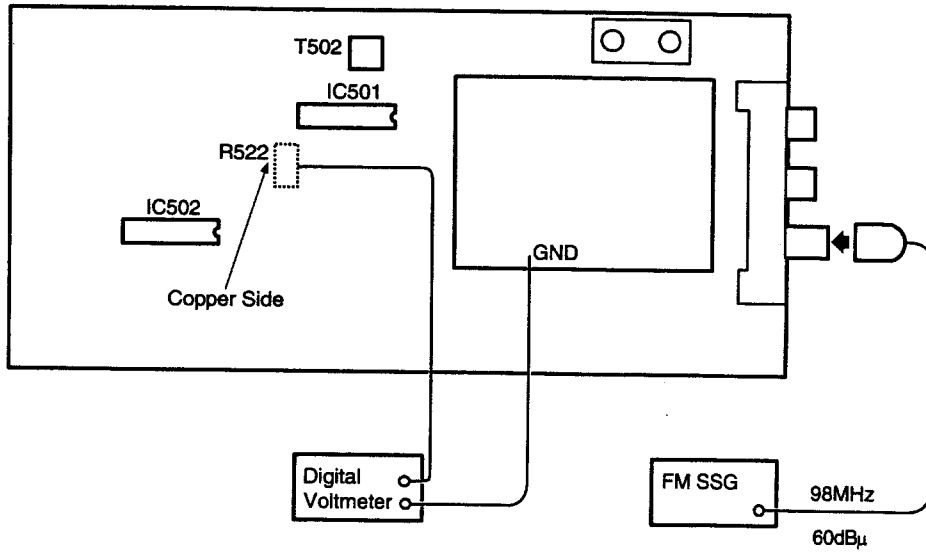 T502
IC501
R522
IC502
GND
Copper Side
Digital
Voltmeter
FM SSG
98MHz
60dBμ